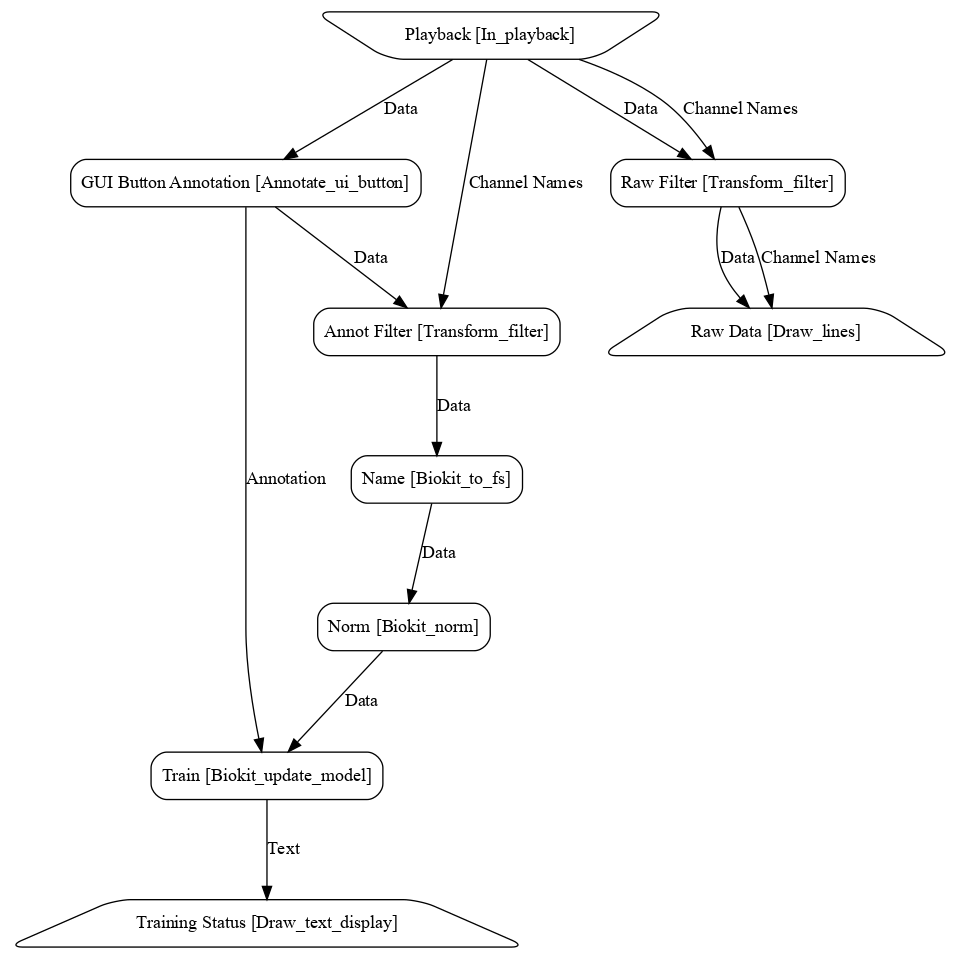 Playback [In_playback]
Data
Data
Channel Names
GUI Button Annotation [Annotate_ui_button]
Channel Names
Raw Filter [Transform_filter]
Data
Data
Channel Names
Annot Filter [Transform_filter]
Raw Data [Draw_lines]
Data
Annotation
Name [Biokit_to_fs]
Data
Norm [Biokit_norm]
Data
Train [Biokit_update_model]
Text
Training Status [Draw_text_display]